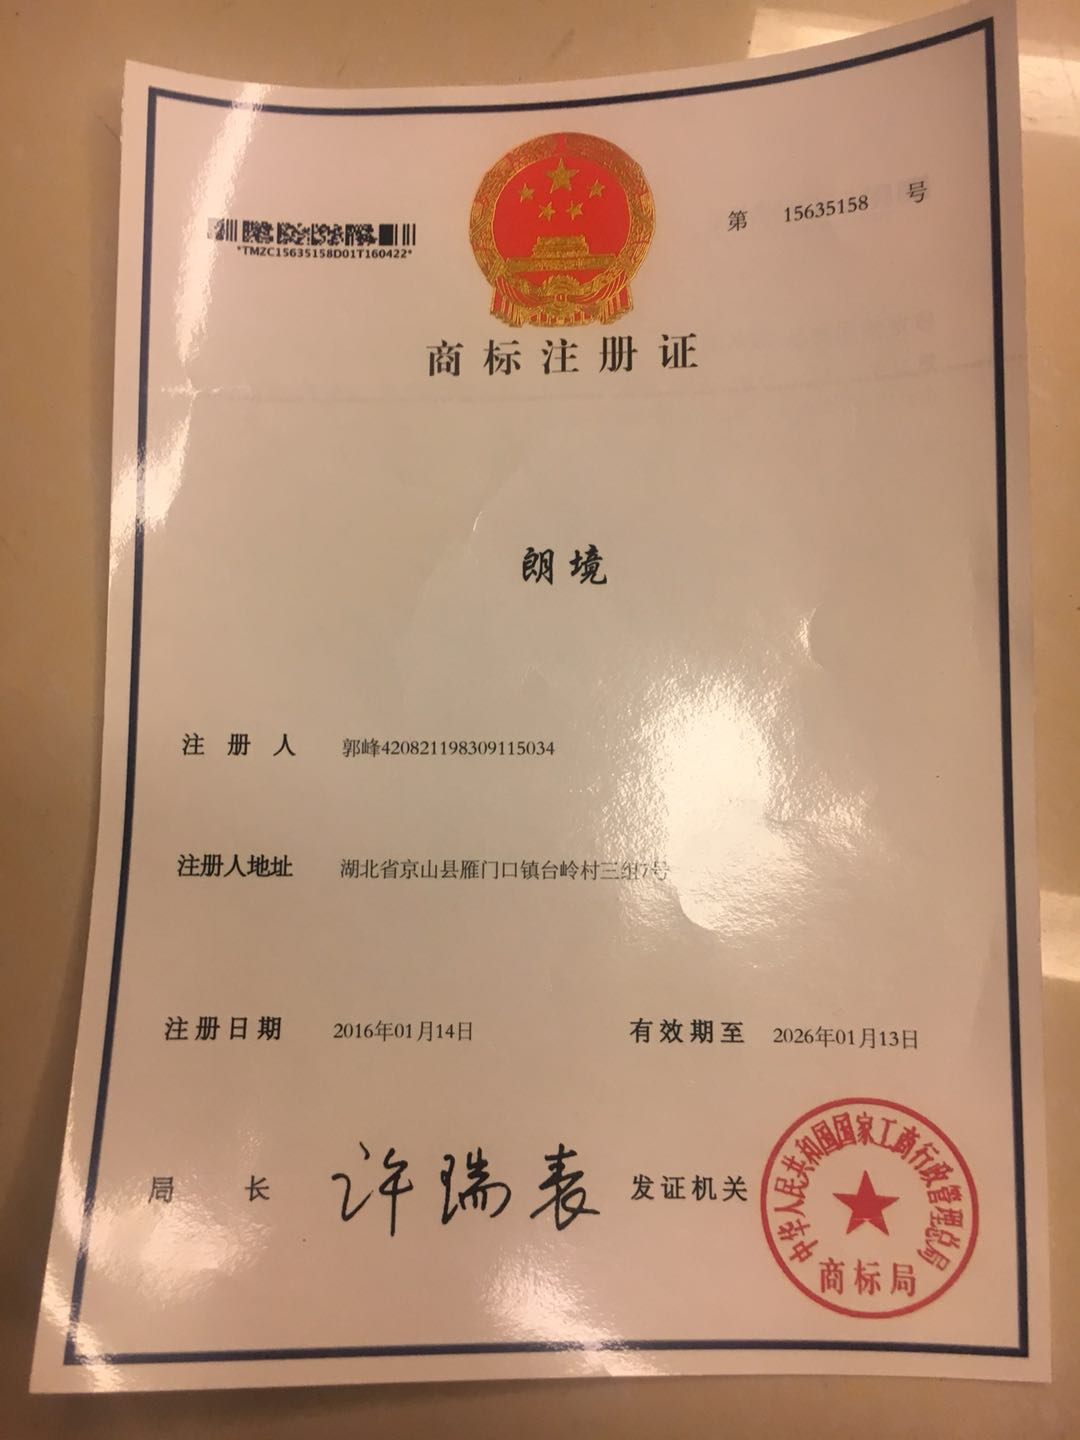 第 15635158 号
*TMZC15635158D01T160422*
商标注册证
朗境
注册人 郭峰420821198309115034
注册人地址 湖北省京山县雁门口镇台岭村三组7号
注册日期 2016年01月14日 有效期至 2026年01月13日
局长 许瑞表 发证机关
中华人民共和国国家工商行政管理总局
商标局